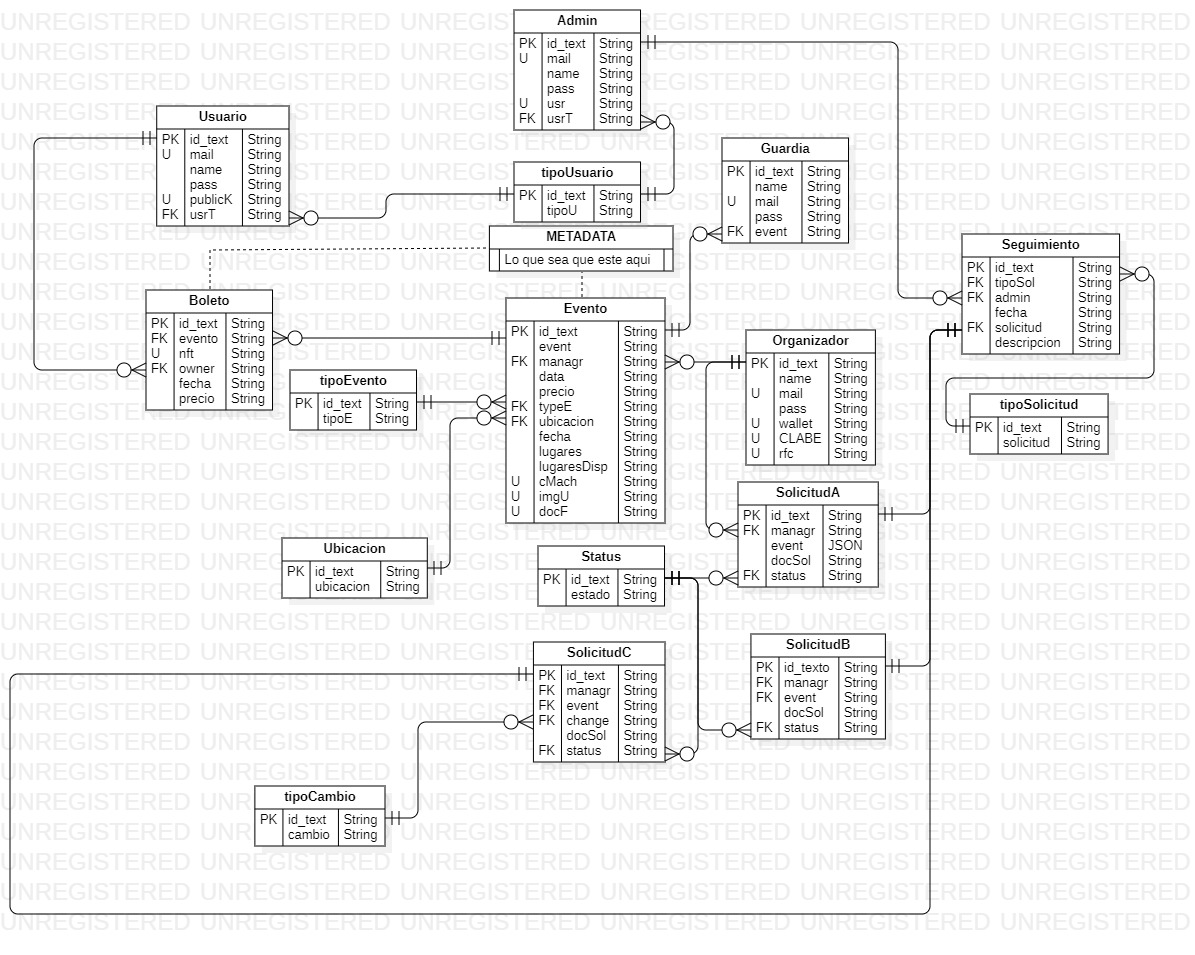 Admin
PK id_text String
U mail String
name String
pass String
U usr String
FK usrT String
Usuario
PK id_text String
U mail String
name String
pass String
U publicK String
FK usrT String
tipoUsuario
PK id_text String
tipoU String
Guardia
PK id_text String
name String
U mail String
pass String
FK event String
METADATA
Lo que sea que este aqui
Seguimiento
PK id_text String
FK tipoSol String
FK admin String
fecha String
FK solicitud String
descripcion String
Boleto
PK id_text String
FK evento String
U nft String
FK owner String
fecha String
precio String
Evento
PK id_text String
event String
FK managr String
data String
precio String
FK typeE String
FK ubicacion String
fecha String
lugares String
lugaresDisp String
U cMach String
U imgU String
U docF String
Organizador
PK id_text String
name String
U mail String
pass String
U wallet String
U CLABE String
U rfc String
tipoEvento
PK id_text String
tipoE String
tipoSolicitud
PK id_text String
solicitud String
SolicitudA
PK id_text String
FK managr String
event JSON
docSol String
FK status String
Ubicacion
PK id_text String
ubicacion String
Status
PK id_text String
estado String
SolicitudC
PK id_text String
FK managr String
FK event String
FK change String
docSol String
FK status String
SolicitudB
PK id_texto String
FK managr String
FK event String
docSol String
FK status String
tipoCambio
PK id_text String
cambio String